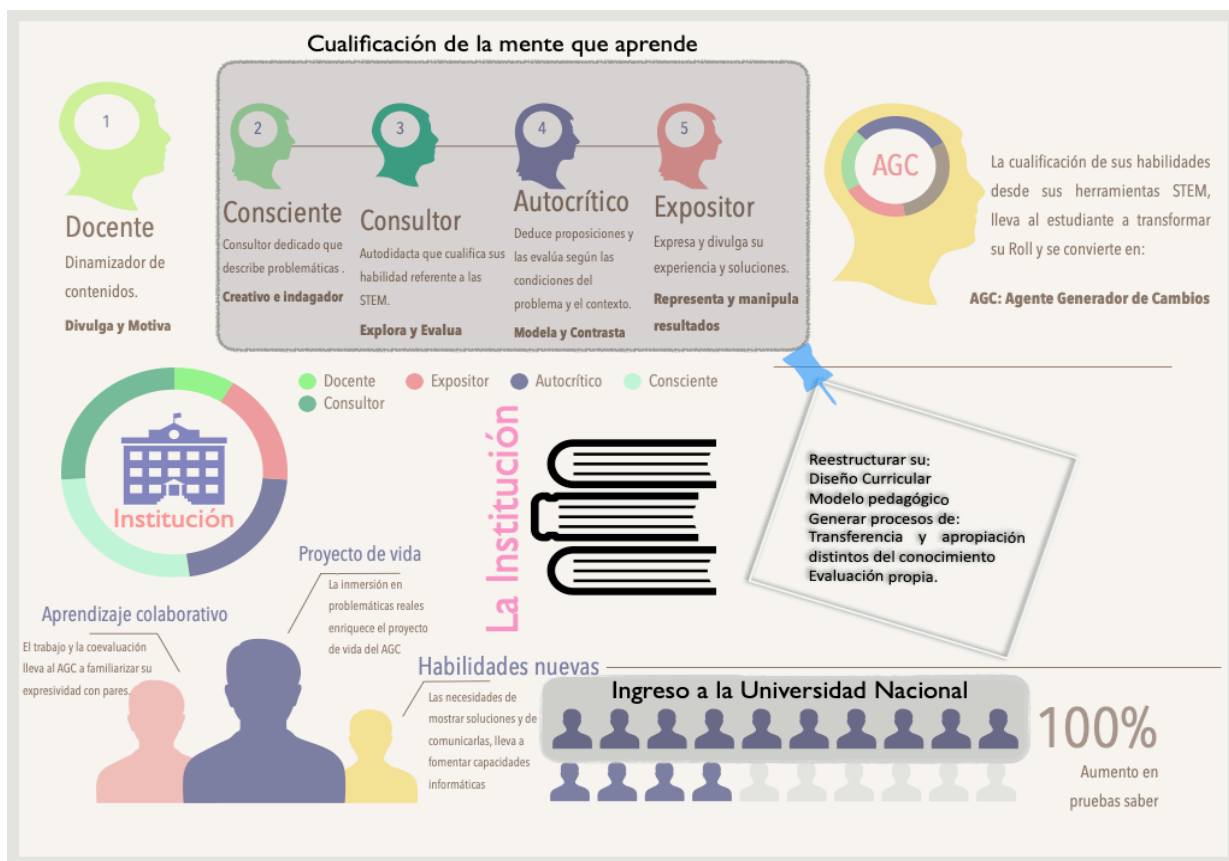 Cualificación de la mente que aprende
1
Docente
Dinamizador de
contenidos.
Divulga y Motiva
2
Consciente
Consultor dedicado que
describe problemáticas .
Creativo e indagador
3
Consultor
Autodidacta que cualifica sus
habilidad referente a las
STEM.
Explora y Evalua
4
Autocrítico
Deduce proposiciones y
las evalúa según las
condiciones del
problema y el contexto.
Modela y Contrasta
5
Expositor
Expresa y divulga su
experiencia y soluciones.
Representa y manipula
resultados
AGC
La cualificación de sus habilidades
desde sus herramientas STEM,
lleva al estudiante a transformar
su Roll y se convierte en:
AGC: Agente Generador de Cambios
Docente
Expositor
Autocrítico
Consciente
Consultor
Institución
La Institución
Reestructurar su:
Diseño Curricular
Modelo pedagógico
Generar procesos de:
Transferencia y apropiación
distintos del conocimiento
Evaluación propia.
Proyecto de vida
La inmersión en
problemáticas reales
enriquece el proyecto
de vida del AGC
Aprendizaje colaborativo
El trabajo y la coevaluación
lleva al AGC a familiarizar su
expresividad con pares.
Habilidades nuevas
Las necesidades de
mostrar soluciones y de
comunicarlas, lleva a
fomentar capacidades
informáticas
Ingreso a la Universidad Nacional
100%
Aumento en
pruebas saber